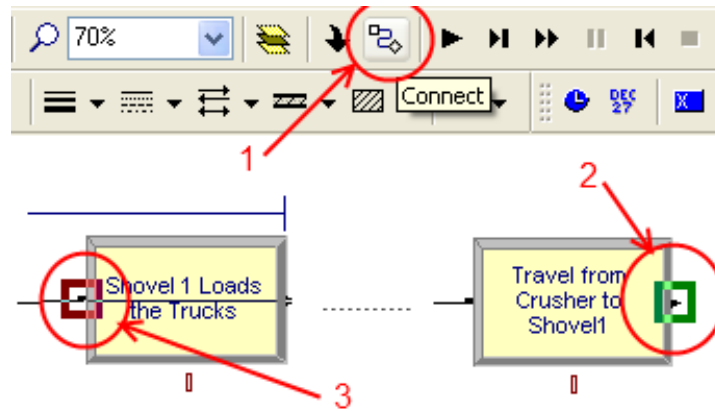 70%
Connect
DEC
27
X
1
2
Shovel 1 Loads
the Trucks
Travel from
Crusher to
Shovel1
3